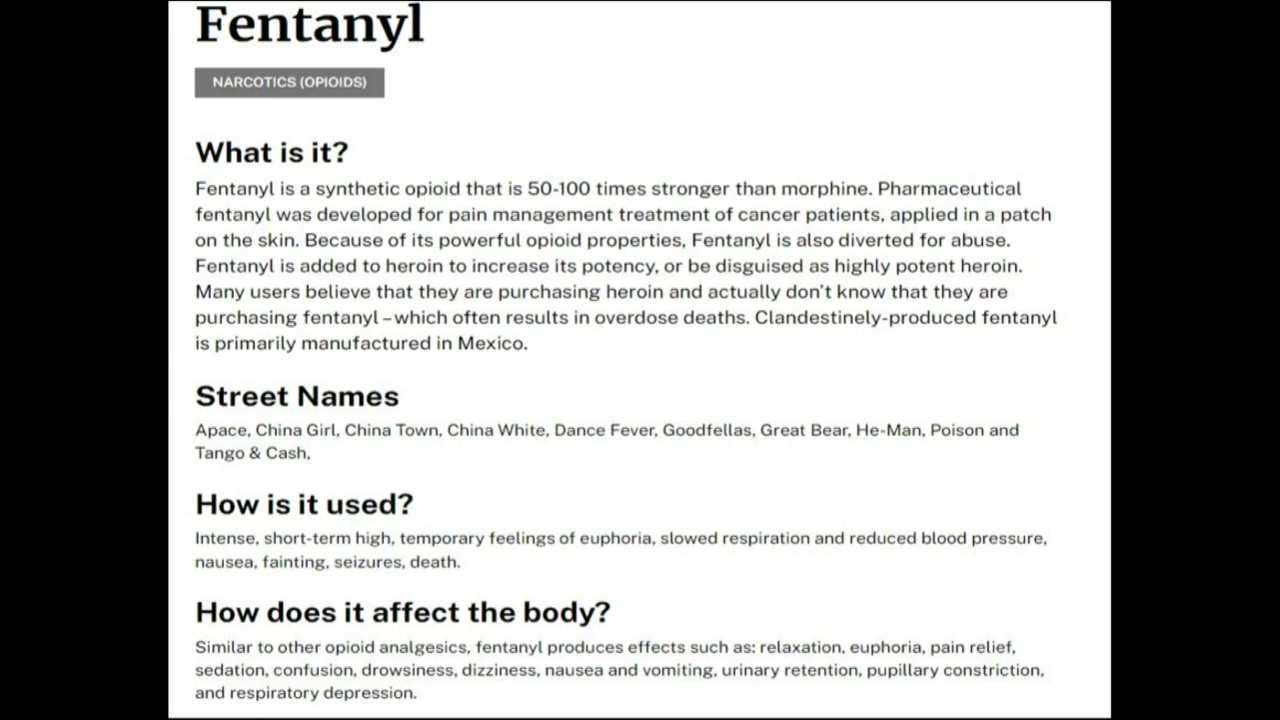 Fentanyl
NARCOTICS (OPIOIDS)
What is it?
Fentanyl is a synthetic opioid that is 50-100 times stronger than morphine. Pharmaceutical
fentanyl was developed for pain management treatment of cancer patients, applied in a patch
on the skin. Because of its powerful opioid properties, Fentanyl is also diverted for abuse.
Fentanyl is added to heroin to increase its potency, or be disguised as highly potent heroin.
Many users believe that they are purchasing heroin and actually don't know that they are
purchasing fentanyl – which often results in overdose deaths. Clandestinely-produced fentanyl
is primarily manufactured in Mexico.
Street Names
Apace, China Girl, China Town, China White, Dance Fever, Goodfellas, Great Bear, He-Man, Poison and
Tango & Cash,
How is it used?
Intense, short-term high, temporary feelings of euphoria, slowed respiration and reduced blood pressure,
nausea, fainting, seizures, death.
How does it affect the body?
Similar to other opioid analgesics, fentanyl produces effects such as: relaxation, euphoria, pain relief,
sedation, confusion, drowsiness, dizziness, nausea and vomiting, urinary retention, pupillary constriction,
and respiratory depression.